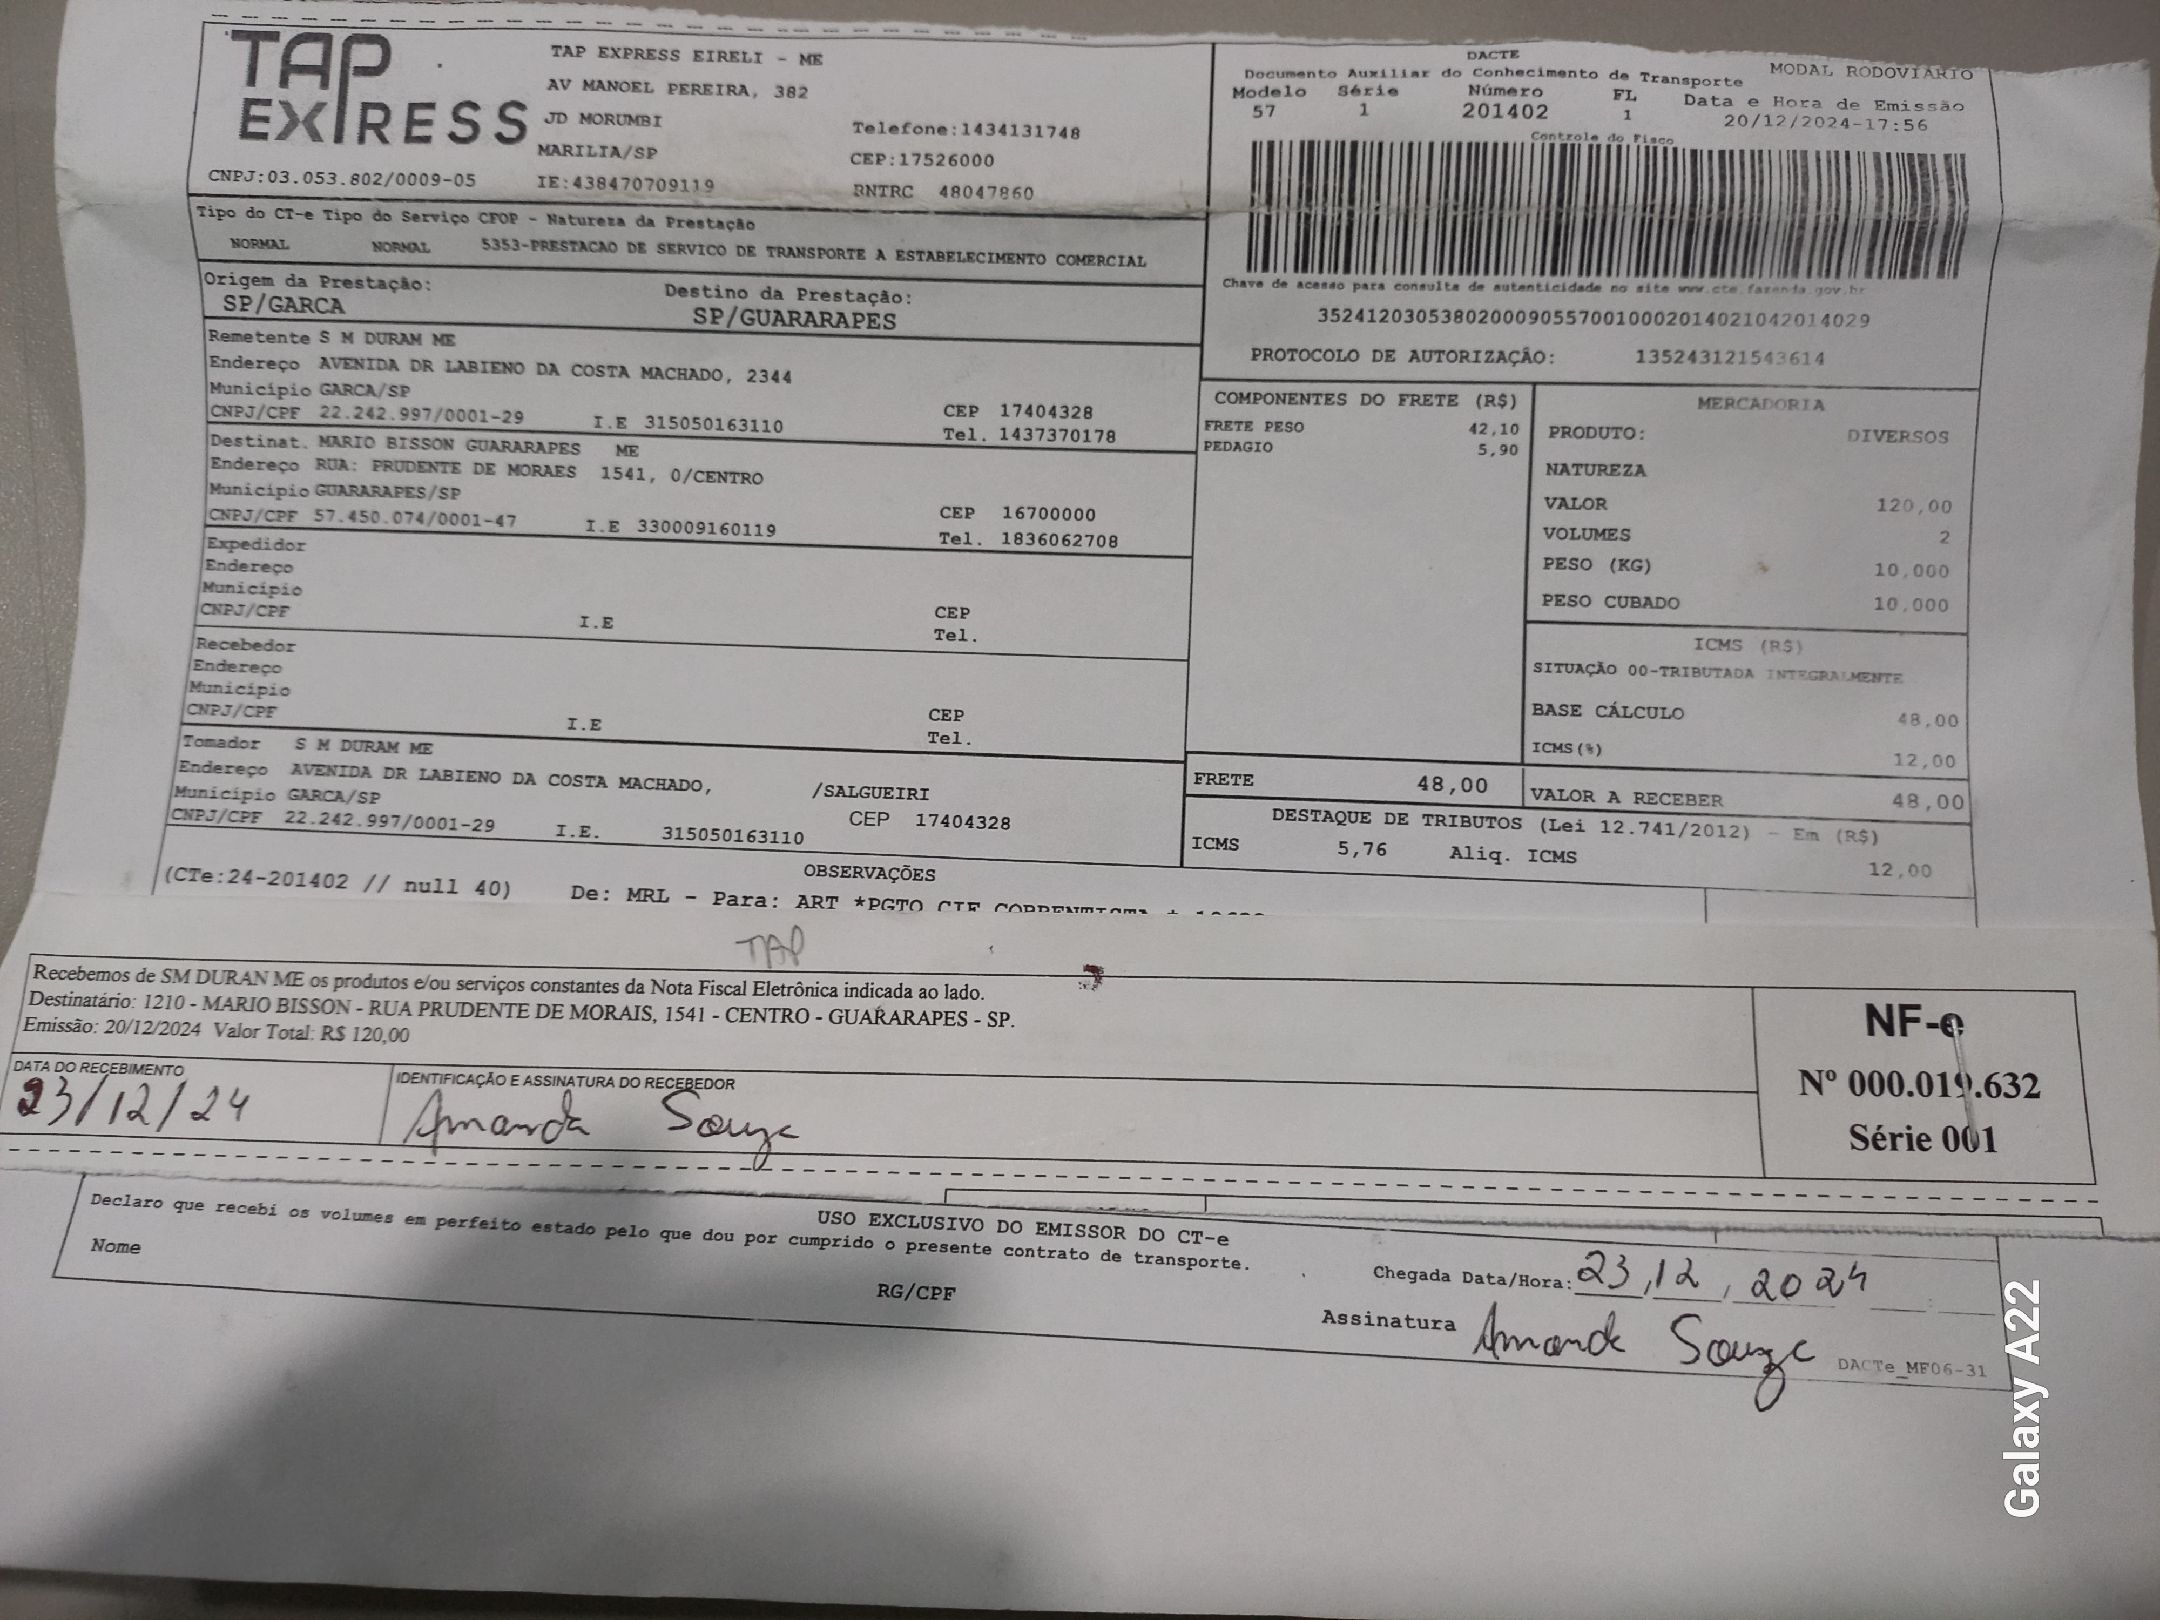 TAP EXPRESS
TAP EXPRESS EIRELI - ME
AV MANOEL PEREIRA, 382
JD MORUMBI
Telefone:1434131748
MARILIA/SP
CEP:17526000
CNPJ:03.053.802/0009-05
IE:438470709119
RNTRC 48047860
DACTE
MODAL RODOVIÁRIO
Documento Auxiliar do Conhecimento de Transporte
Modelo Série Número FL Data e Hora de Emissão
57 1 201402 1 20/12/2024-17:56
Controle do Fisco
Chave de acesso para consulta de autenticidade no site www.cte.fazenda.gov.br
35241203053802000905570010002014021042014029
PROTOCOLO DE AUTORIZAÇÃO: 135243121543614
Tipo do CT-e Tipo do Serviço CFOP - Natureza da Prestação
NORMAL NORMAL 5353-PRESTACAO DE SERVICO DE TRANSPORTE A ESTABELECIMENTO COMERCIAL
Origem da Prestação: Destino da Prestação:
SP/GARCA SP/GUARARAPES
Remetente S M DURAM ME
Endereço AVENIDA DR LABIENO DA COSTA MACHADO, 2344
Município GARCA/SP CEP 17404328
CNPJ/CPF 22.242.997/0001-29 I.E 315050163110 Tel. 1437370178
Destinat. MARIO BISSON GUARARAPES ME
Endereço RUA: PRUDENTE DE MORAES 1541, 0/CENTRO
Município GUARARAPES/SP CEP 16700000
CNPJ/CPF 57.450.074/0001-47 I.E 330009160119 Tel. 1836062708
Expedidor
Endereço
Município CEP
CNPJ/CPF I.E Tel.
Recebedor
Endereço
Município CEP
CNPJ/CPF I.E Tel.
Tomador S M DURAM ME
Endereço AVENIDA DR LABIENO DA COSTA MACHADO, /SALGUEIRI
Município GARCA/SP CEP 17404328
CNPJ/CPF 22.242.997/0001-29 I.E. 315050163110
COMPONENTES DO FRETE (R$)
FRETE PESO 42,10
PEDAGIO 5,90
MERCADORIA
PRODUTO: DIVERSOS
NATUREZA
VALOR 120,00
VOLUMES 2
PESO (KG) 10,000
PESO CUBADO 10,000
ICMS (R$)
SITUAÇÃO 00-TRIBUTADA INTEGRALMENTE
BASE CÁLCULO 48,00
ICMS(%) 12,00
FRETE 48,00 VALOR A RECEBER 48,00
DESTAQUE DE TRIBUTOS (Lei 12.741/2012) - Em (R$)
ICMS 5,76 Aliq. ICMS 12,00
OBSERVAÇÕES
(CTe:24-201402 // null 40) De: MRL - Para: ART *PGTO CIF CORRENTISTA
TAP
Recebemos de SM DURAN ME os produtos e/ou serviços constantes da Nota Fiscal Eletrônica indicada ao lado.
Destinatário: 1210 - MARIO BISSON - RUA PRUDENTE DE MORAIS, 1541 - CENTRO - GUARARAPES - SP.
Emissão: 20/12/2024 Valor Total: R$ 120,00
DATA DO RECEBIMENTO IDENTIFICAÇÃO E ASSINATURA DO RECEBEDOR
23/12/24 Amanda Souza
NF-e
Nº 000.019.632
Série 001
USO EXCLUSIVO DO EMISSOR DO CT-e
Declaro que recebi os volumes em perfeito estado pelo que dou por cumprido o presente contrato de transporte.
Nome RG/CPF
Chegada Data/Hora: 23,12,2024
Assinatura Amanda Souza
DACTe_MF06-31
Galaxy A22